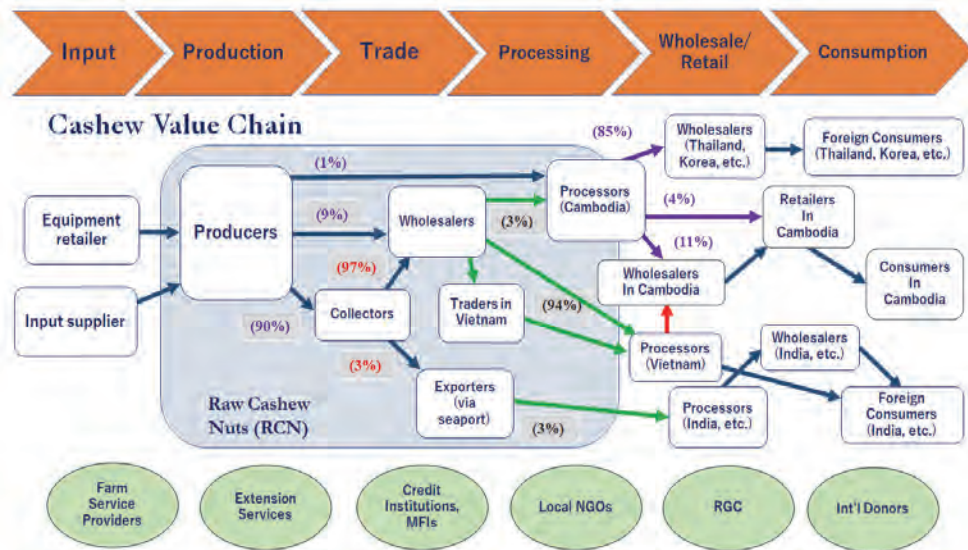 Input
Production
Trade
Processing
Wholesale/
Retail
Consumption
Cashew Value Chain
(85%)
Wholesalers
(Thailand,
Korea, etc.)
Foreign Consumers
(Thailand, Korea, etc.)
(1%)
Equipment
retailer
Producers
(9%)
Wholesalers
(3%)
Processors
(Cambodia)
(4%)
Retailers
In
Cambodia
(97%)
(11%)
Input supplier
(90%)
Collectors
Traders in
Vietnam
(94%)
Wholesalers
In Cambodia
Consumers
In
Cambodia
(3%)
Processors
(Vietnam)
Wholesalers
(India, etc.)
Raw Cashew
Nuts (RCN)
Exporters
(via
seaport)
(3%)
Processors
(India, etc.)
Foreign
Consumers
(India, etc.)
Farm
Service
Providers
Extension
Services
Credit
Institutions,
MFIs
Local NGOs
RGC
Int'l Donors